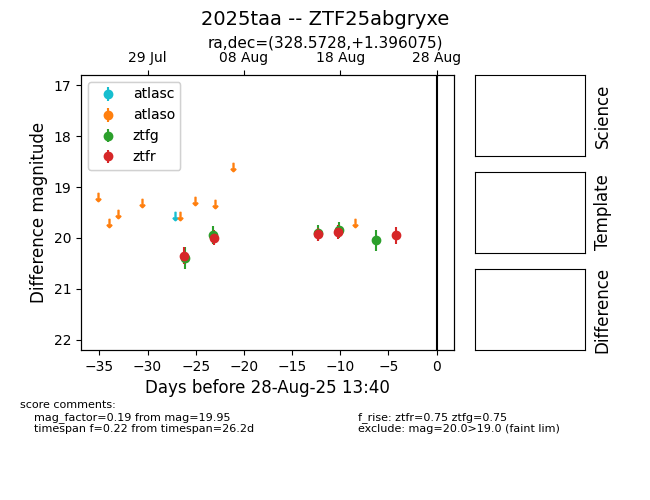 2025taa -- ZTF25abgryxe
ra,dec=(328.5728,+1.396075)
29 Jul 08 Aug 18 Aug 28 Aug
17
18
19
20
21
22
Difference magnitude
atlasc
atlaso
ztfg
ztfr
−35 −30 −25 −20 −15 −10 −5 0
Days before 28-Aug-25 13:40
Science
Template
Difference
score comments:
mag_factor=0.19 from mag=19.95
timespan f=0.22 from timespan=26.2d
f_rise: ztfr=0.75 ztfg=0.75
exclude: mag=20.0>19.0 (faint lim)